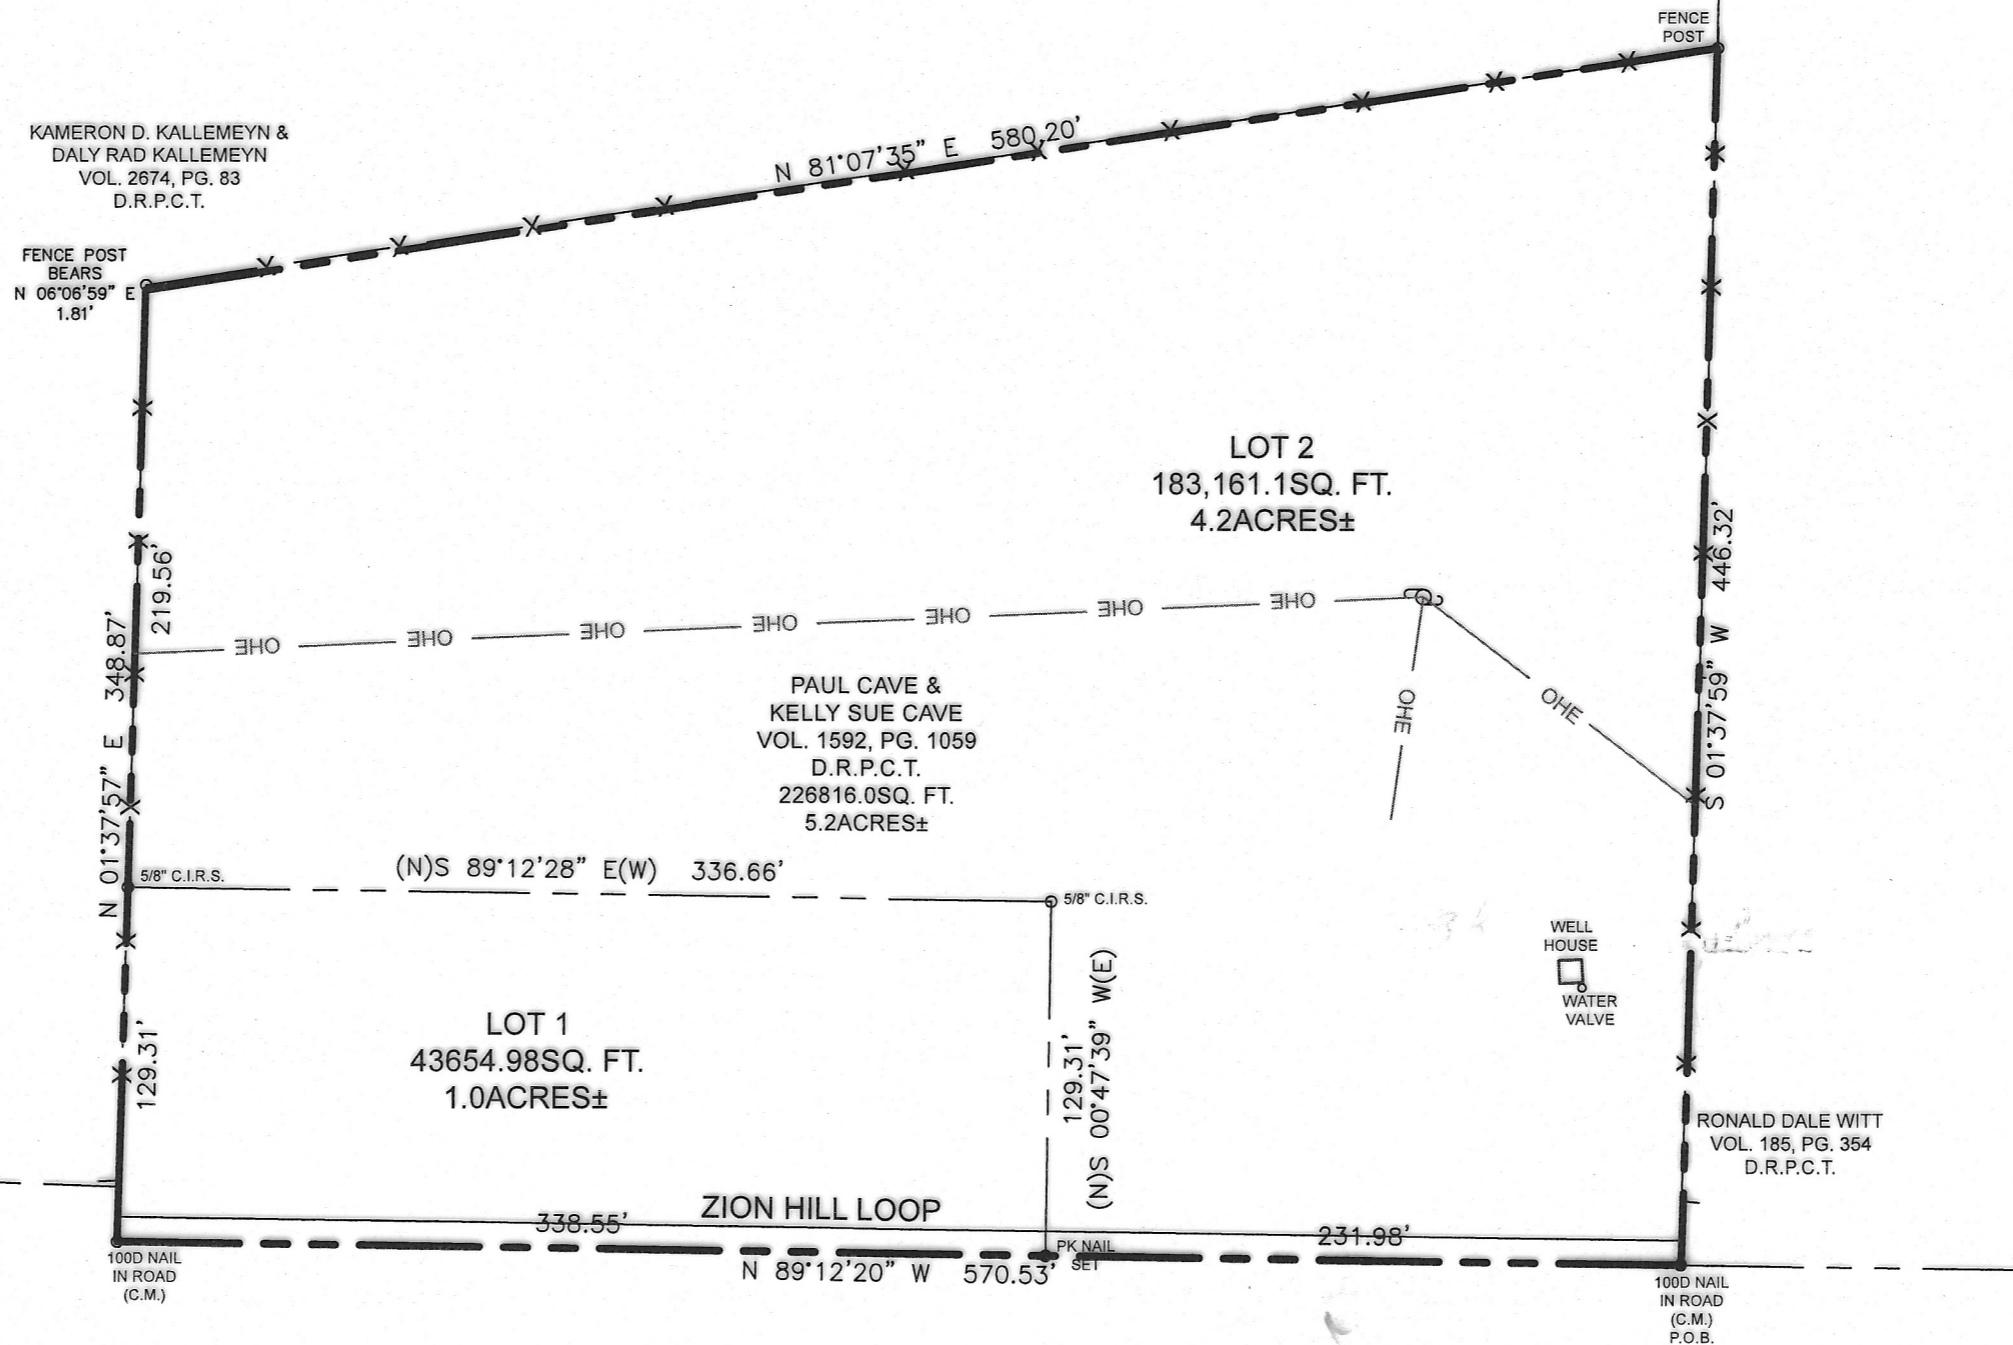 FENCE
POST
KAMERON D. KALLEMEYN &
DALY RAD KALLEMEYN
VOL. 2674, PG. 83
D.R.P.C.T.
N 81°07'35" E 580.20'
FENCE POST
BEARS
N 06°06'59" E
1.81'
LOT 2
183,161.1SQ. FT.
4.2ACRES±
219.56'
N 01°37'57" E 348.87'
S 01°37'59" W 446.32'
OHE
OHE
OHE
OHE
OHE
OHE
OHE
OHE
OHE
PAUL CAVE &
KELLY SUE CAVE
VOL. 1592, PG. 1059
D.R.P.C.T.
226816.0SQ. FT.
5.2ACRES±
5/8" C.I.R.S.
(N)S 89°12'28" E(W) 336.66'
5/8" C.I.R.S.
WELL
HOUSE
WATER
VALVE
LOT 1
43654.98SQ. FT.
1.0ACRES±
129.31'
129.31'
(N)S 00°47'39" W(E)
RONALD DALE WITT
VOL. 185, PG. 354
D.R.P.C.T.
ZION HILL LOOP
338.55'
231.98'
PK NAIL
SET
N 89°12'20" W 570.53'
100D NAIL
IN ROAD
(C.M.)
100D NAIL
IN ROAD
(C.M.)
P.O.B.